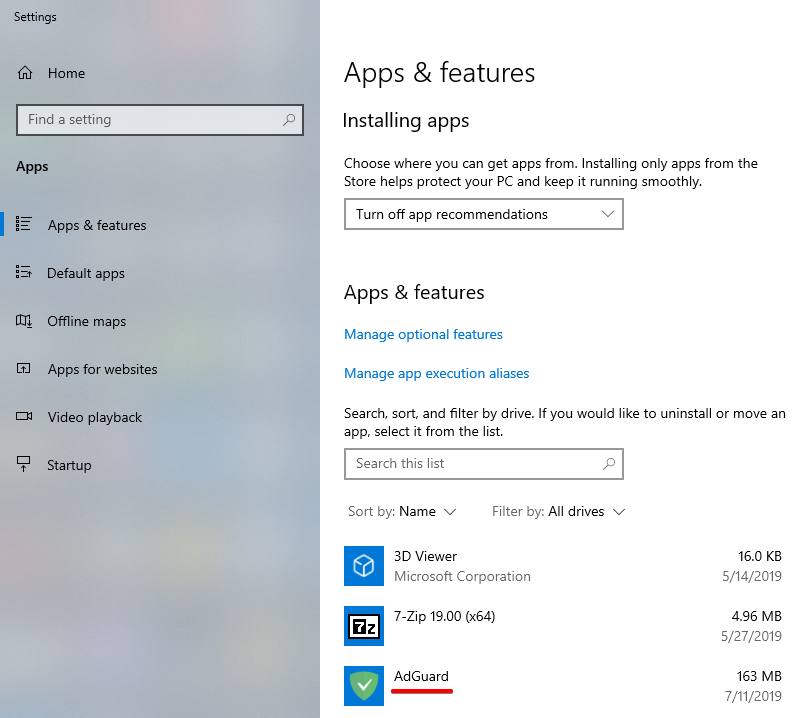 Settings
Home
Find a setting
Apps
Apps & features
Default apps
Offline maps
Apps for websites
Video playback
Startup
Apps & features
Installing apps
Choose where you can get apps from. Installing only apps from the
Store helps protect your PC and keep it running smoothly.
Turn off app recommendations
Apps & features
Manage optional features
Manage app execution aliases
Search, sort, and filter by drive. If you would like to uninstall or move an
app, select it from the list.
Search this list
Sort by: Name Filter by: All drives
3D Viewer 16.0 KB
Microsoft Corporation 5/14/2019
7z 7-Zip 19.00 (x64) 4.96 MB
5/27/2019
AdGuard 163 MB
7/11/2019